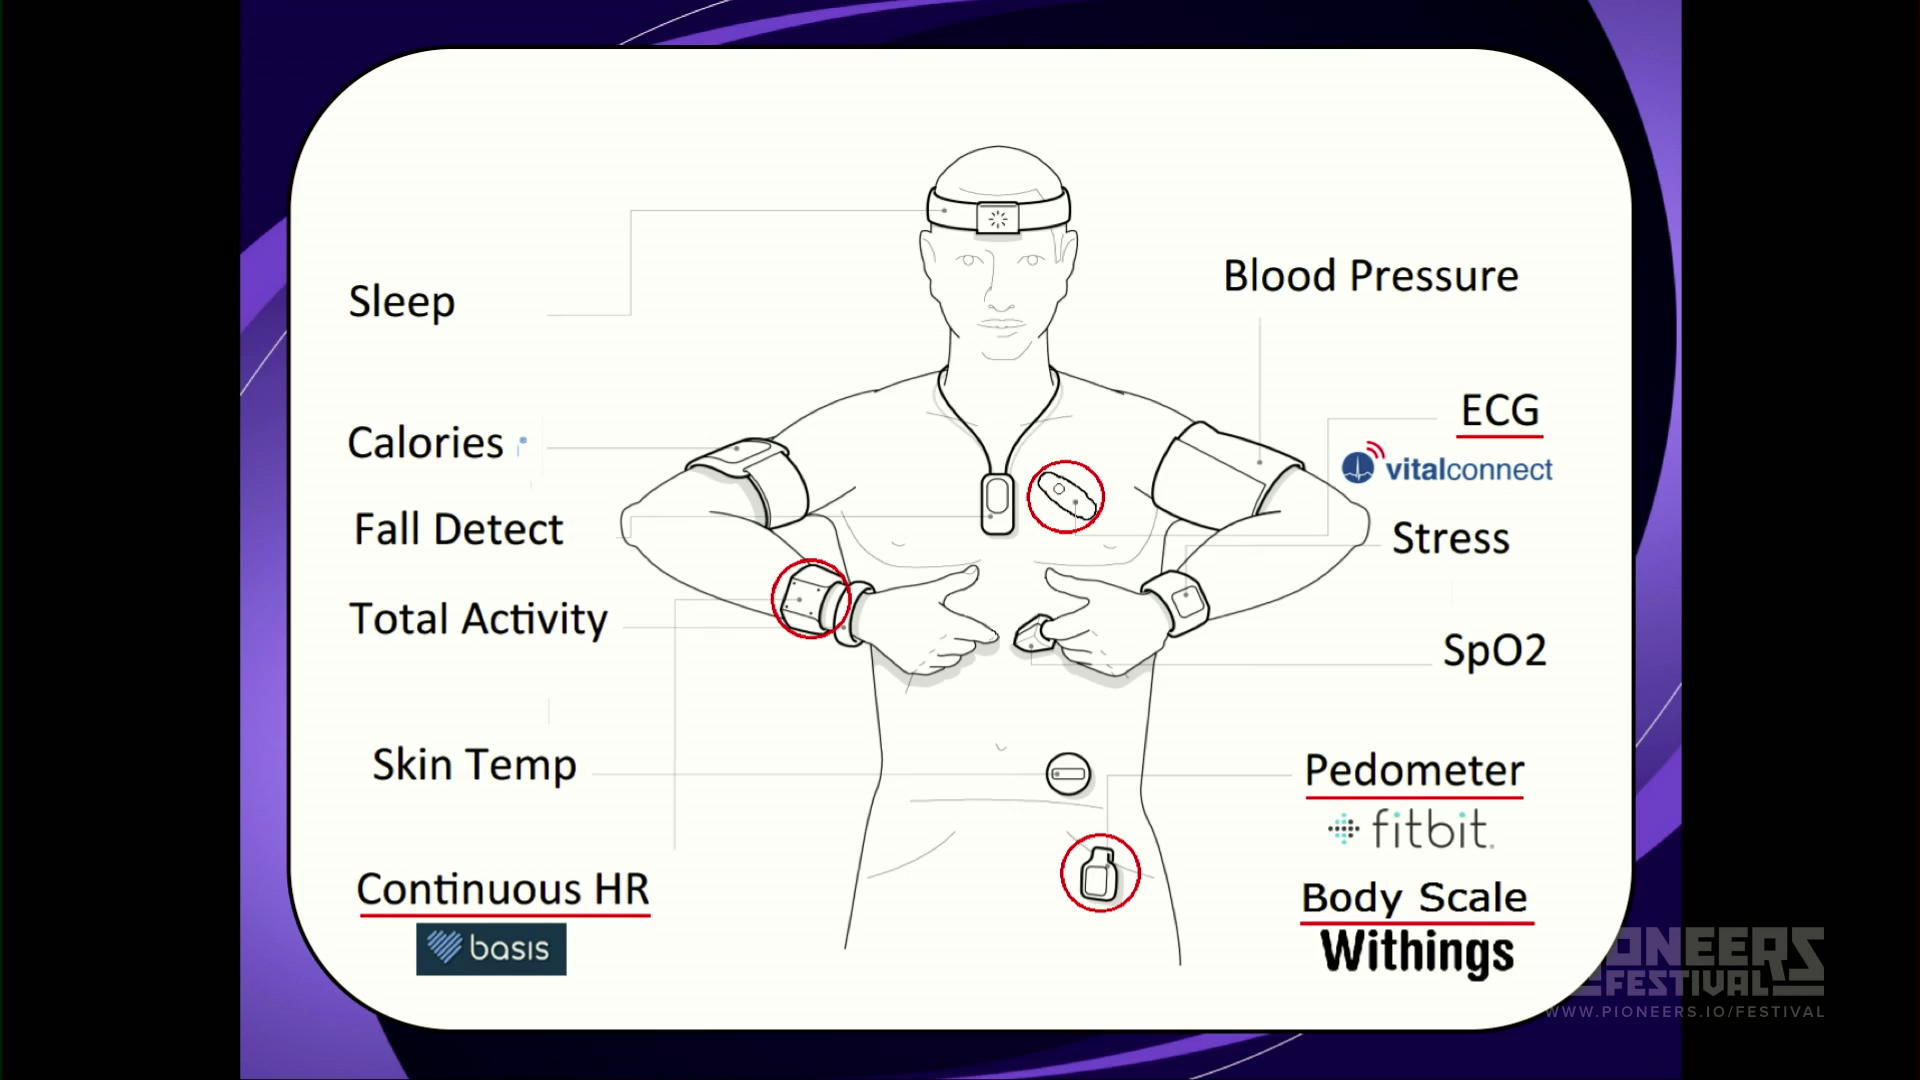 Sleep
Calories
Fall Detect
Total Activity
Skin Temp
Continuous HR
basis
Blood Pressure
ECG
vitalconnect
Stress
SpO2
Pedometer
fitbit.
Body Scale
Withings
PIONEERS
FESTIVAL
WWW.PIONEERS.IO/FESTIVAL